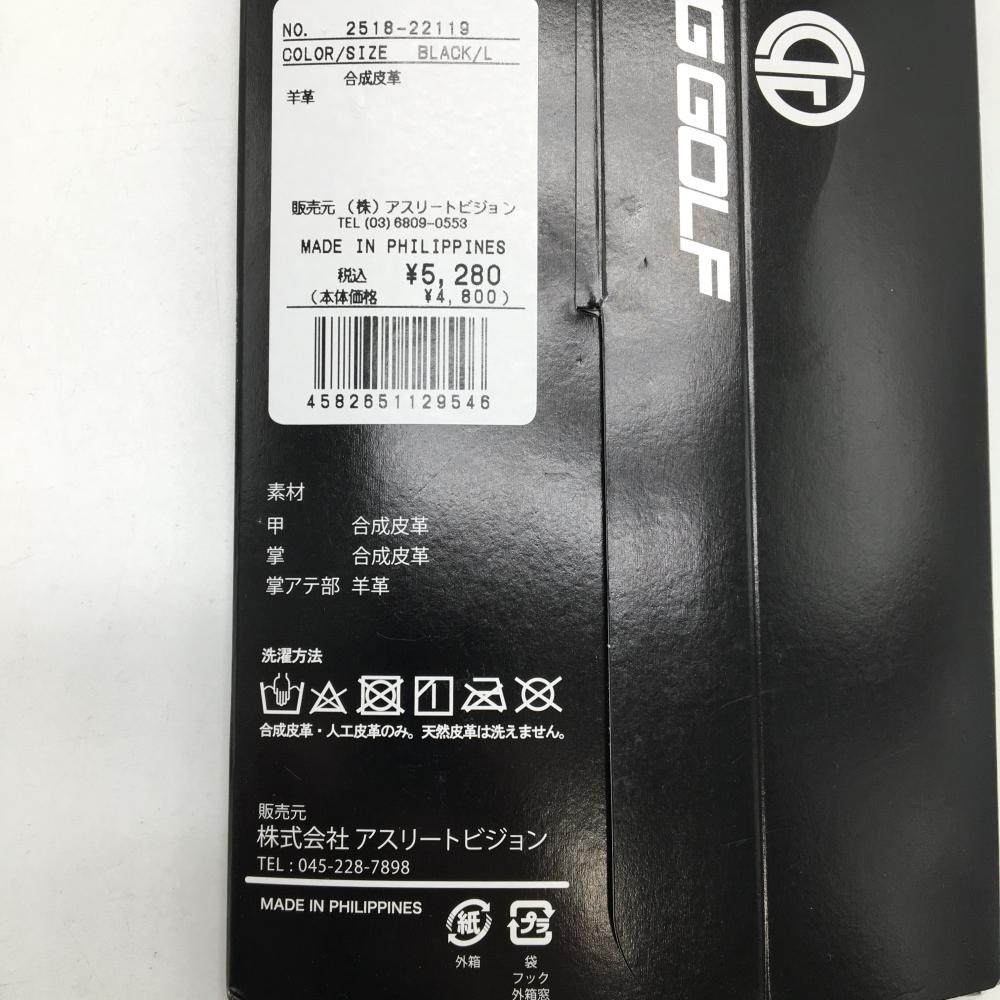 NO. 2518-22119
COLOR/SIZE BLACK/L
合成皮革
羊革
販売元 (株)アスリートビジョン
TEL (03) 6809-0553
MADE IN PHILIPPINES
税込 ¥5,280
(本体価格 ¥4,800)
4582651129546
GOLF
素材
甲 合成皮革
掌 合成皮革
掌アテ部 羊革
洗濯方法
合成皮革・人工皮革のみ。天然皮革は洗えません。
販売元
株式会社 アスリートビジョン
TEL : 045-228-7898
MADE IN PHILIPPINES
紙
外箱
プラ
袋
フック
外箱窓